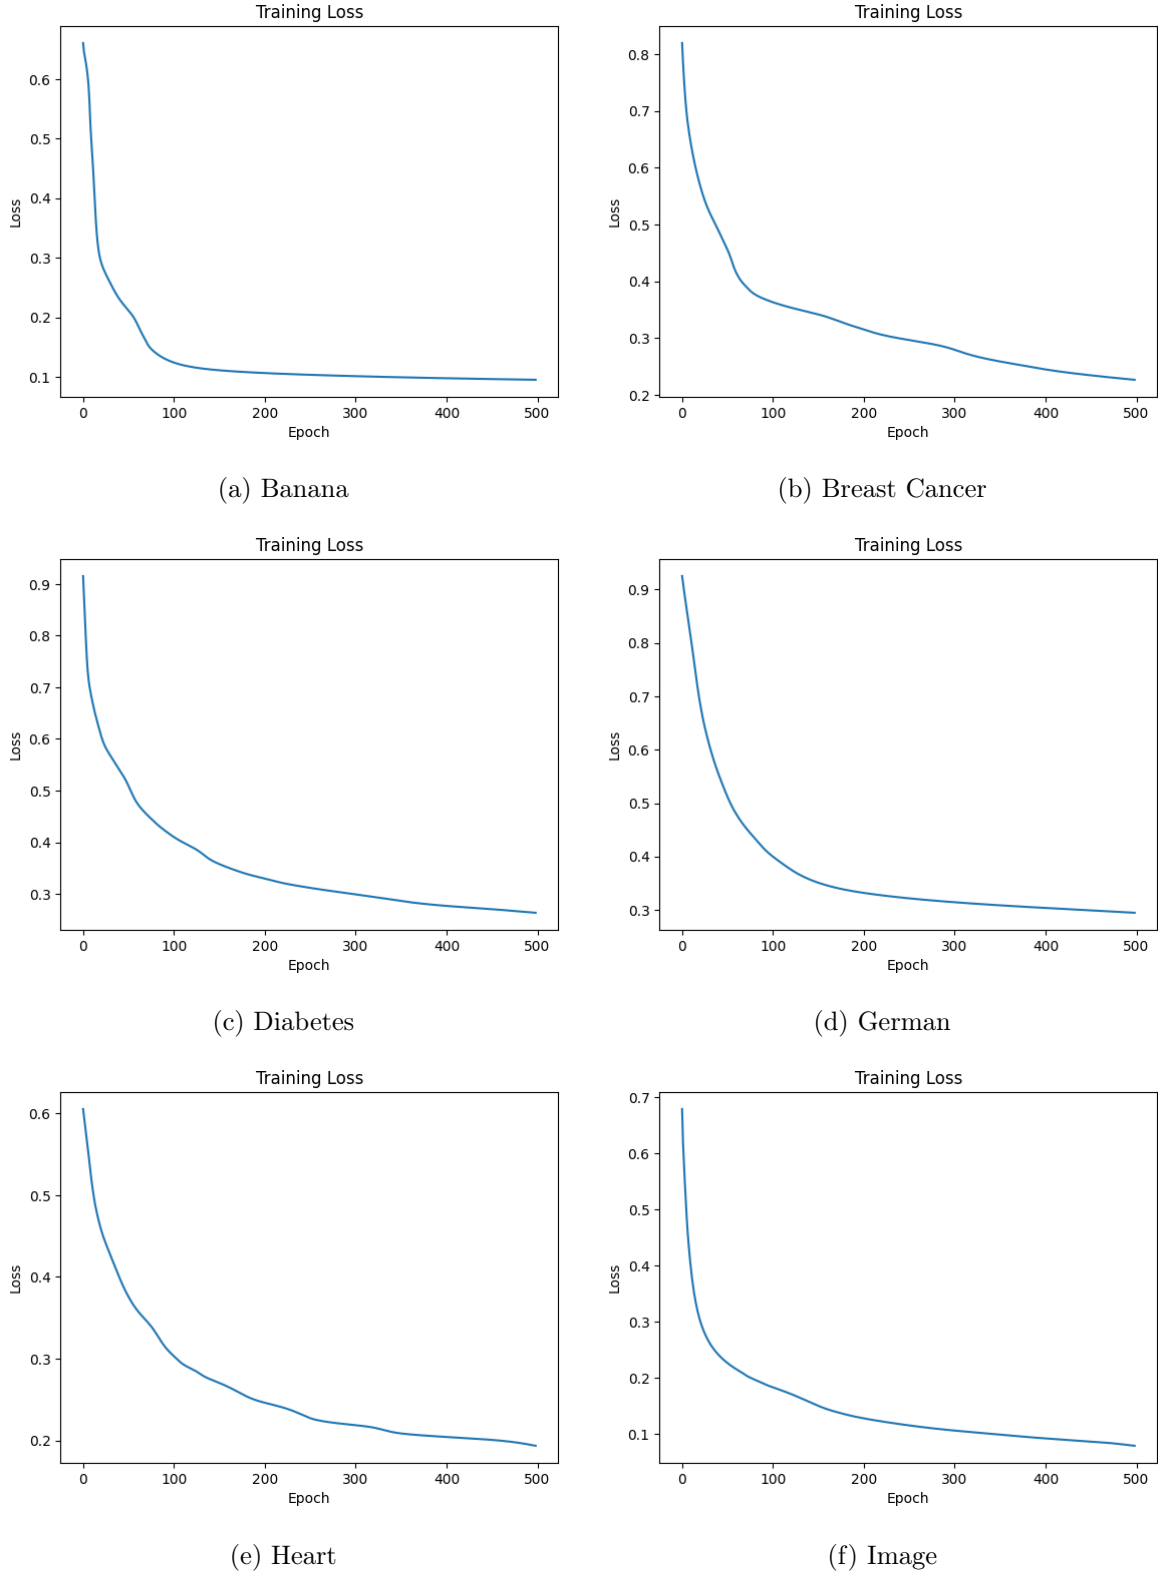 Training Loss
0.6
0.5
0.4
0.3
0.2
0.1
Loss
0 100 200 300 400 500
Epoch
(a) Banana
Training Loss
0.8
0.7
0.6
0.5
0.4
0.3
0.2
Loss
0 100 200 300 400 500
Epoch
(b) Breast Cancer
Training Loss
0.9
0.8
0.7
0.6
0.5
0.4
0.3
Loss
0 100 200 300 400 500
Epoch
(c) Diabetes
Training Loss
0.9
0.8
0.7
0.6
0.5
0.4
0.3
Loss
0 100 200 300 400 500
Epoch
(d) German
Training Loss
0.6
0.5
0.4
0.3
0.2
Loss
0 100 200 300 400 500
Epoch
(e) Heart
Training Loss
0.7
0.6
0.5
0.4
0.3
0.2
0.1
Loss
0 100 200 300 400 500
Epoch
(f) Image